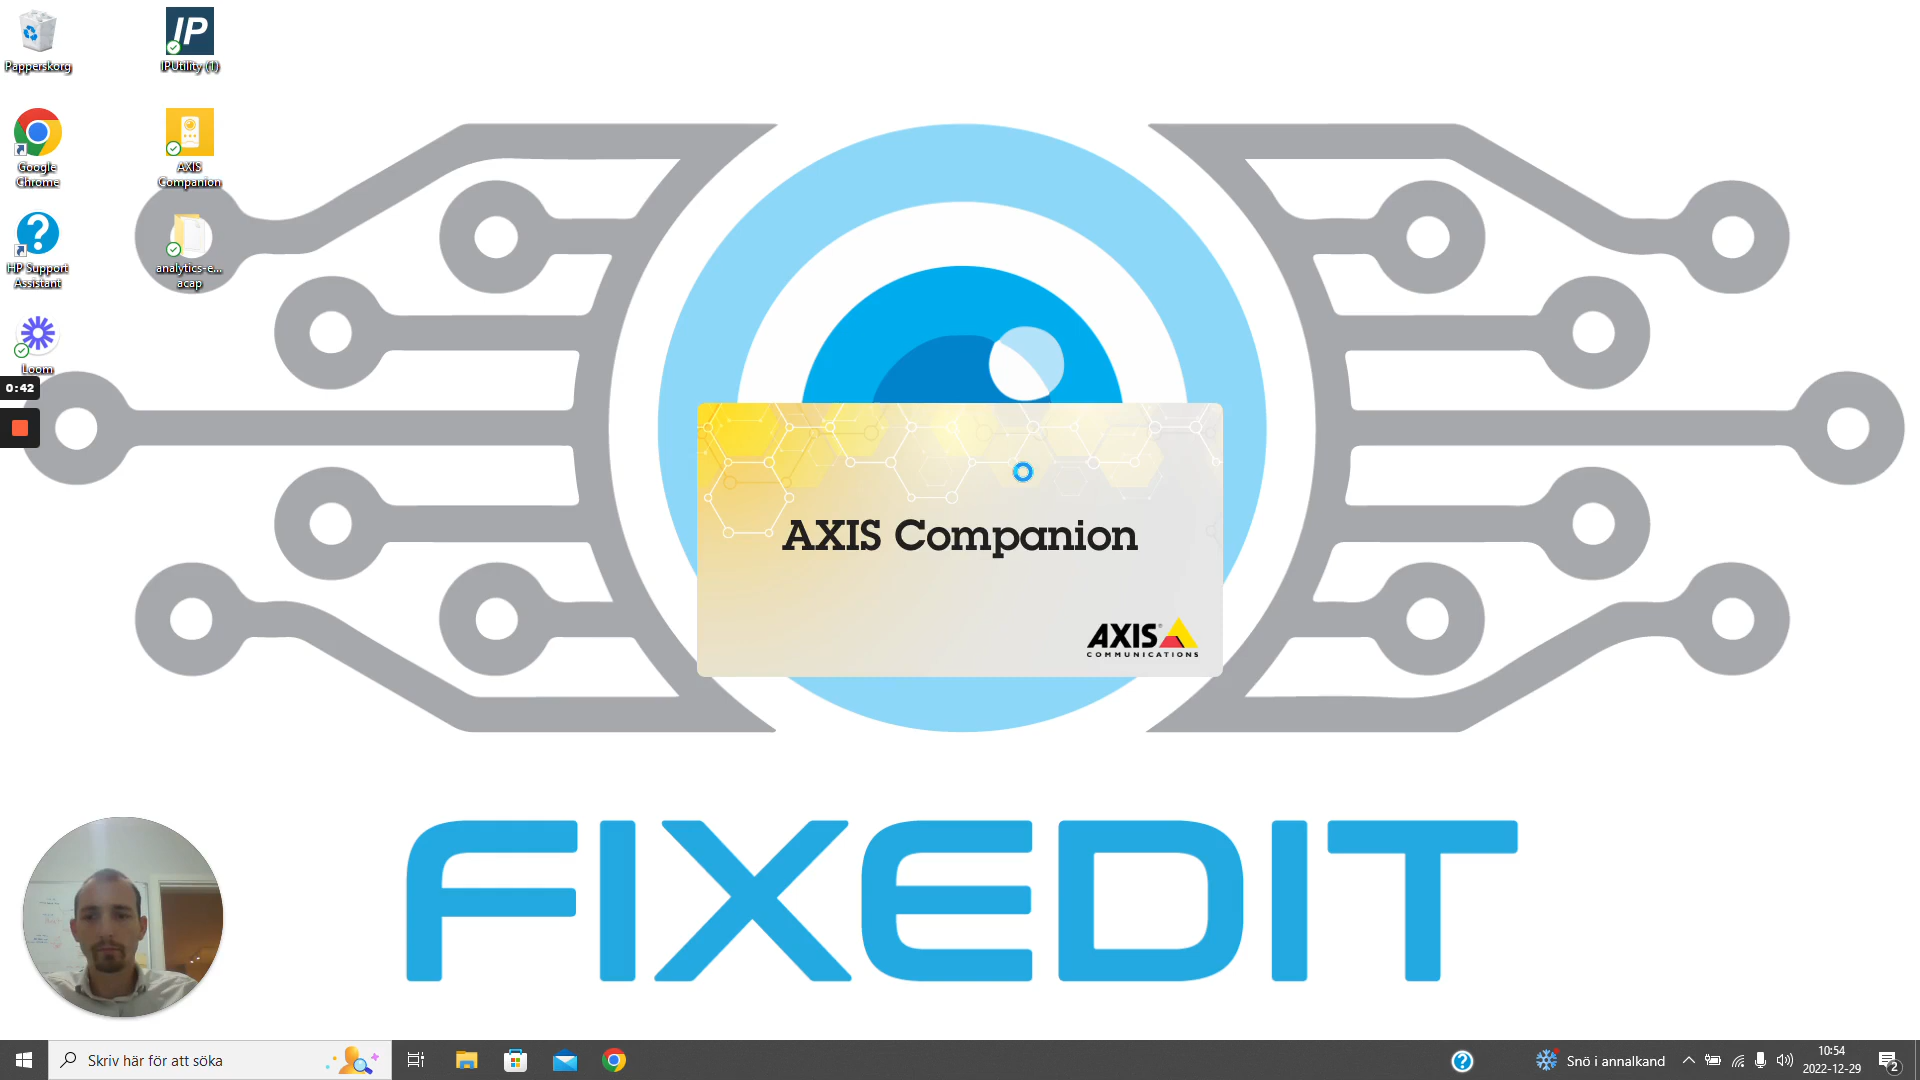 Papperskorg
IP
IPUtility (1)
Google
Chrome
AXIS
Companion
HP Support
Assistant
analytics-e...
acap
Loom
0:42
AXIS Companion
AXIS
COMMUNICATIONS
FIXEDIT
Skriv här för att söka
Snö i annalkand
10:54
2022-12-29
2